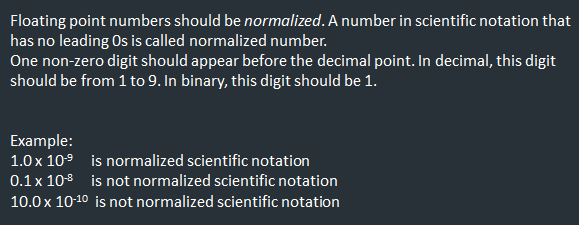 Floating point numbers should be normalized. A number in scientific notation that
has no leading 0s is called normalized number.
One non-zero digit should appear before the decimal point. In decimal, this digit
should be from 1 to 9. In binary, this digit should be 1.
Example:
1.0 x 10⁻⁹ is normalized scientific notation
0.1 x 10⁻⁸ is not normalized scientific notation
10.0 x 10⁻¹⁰ is not normalized scientific notation